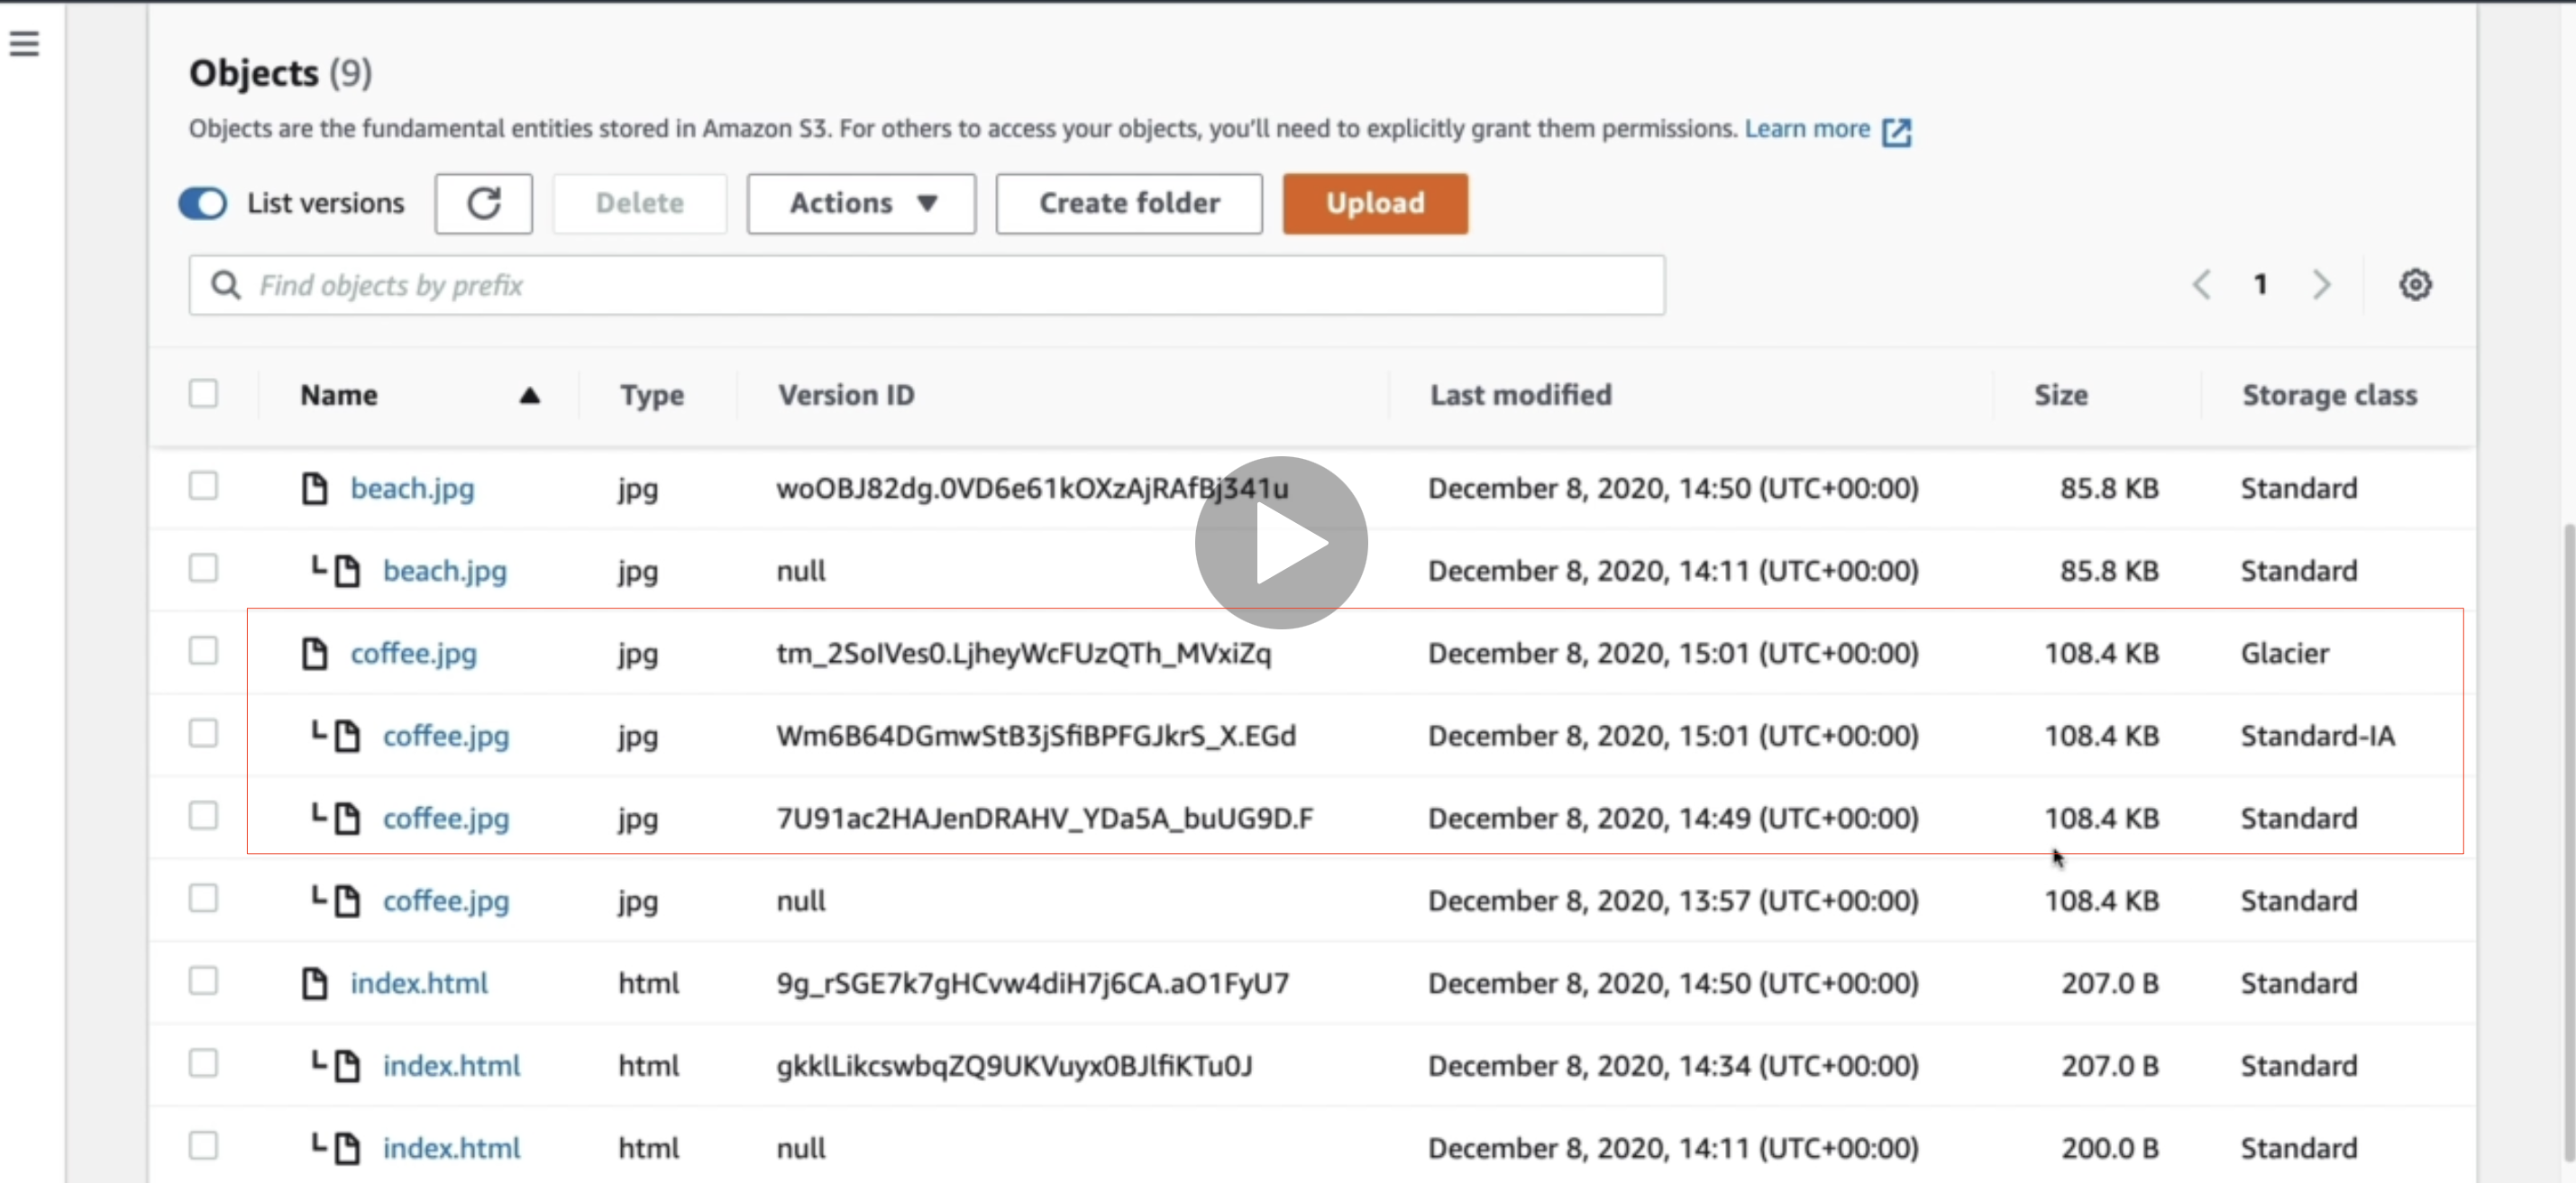 Objects (9)
Objects are the fundamental entities stored in Amazon S3. For others to access your objects, you'll need to explicitly grant them permissions. Learn more
List versions Delete Actions Create folder Upload
Find objects by prefix 1
Name Type Version ID Last modified Size Storage class
beach.jpg jpg woOBJ82dg.0VD6e61kOXzAjRAfBj341u December 8, 2020, 14:50 (UTC+00:00) 85.8 KB Standard
beach.jpg jpg null December 8, 2020, 14:11 (UTC+00:00) 85.8 KB Standard
coffee.jpg jpg tm_2SoIVes0.LjheyWcFUzQTh_MVxiZq December 8, 2020, 15:01 (UTC+00:00) 108.4 KB Glacier
coffee.jpg jpg Wm6B64DGmwStB3jSfiBPFGJkrS_X.EGd December 8, 2020, 15:01 (UTC+00:00) 108.4 KB Standard-IA
coffee.jpg jpg 7U91ac2HAJenDRAHV_YDa5A_buUG9D.F December 8, 2020, 14:49 (UTC+00:00) 108.4 KB Standard
coffee.jpg jpg null December 8, 2020, 13:57 (UTC+00:00) 108.4 KB Standard
index.html html 9g_rSGE7k7gHCvw4diH7j6CA.aO1FyU7 December 8, 2020, 14:50 (UTC+00:00) 207.0 B Standard
index.html html gkklLikcswbqZQ9UKVuyx0BJlfiKTu0J December 8, 2020, 14:34 (UTC+00:00) 207.0 B Standard
index.html html null December 8, 2020, 14:11 (UTC+00:00) 200.0 B Standard